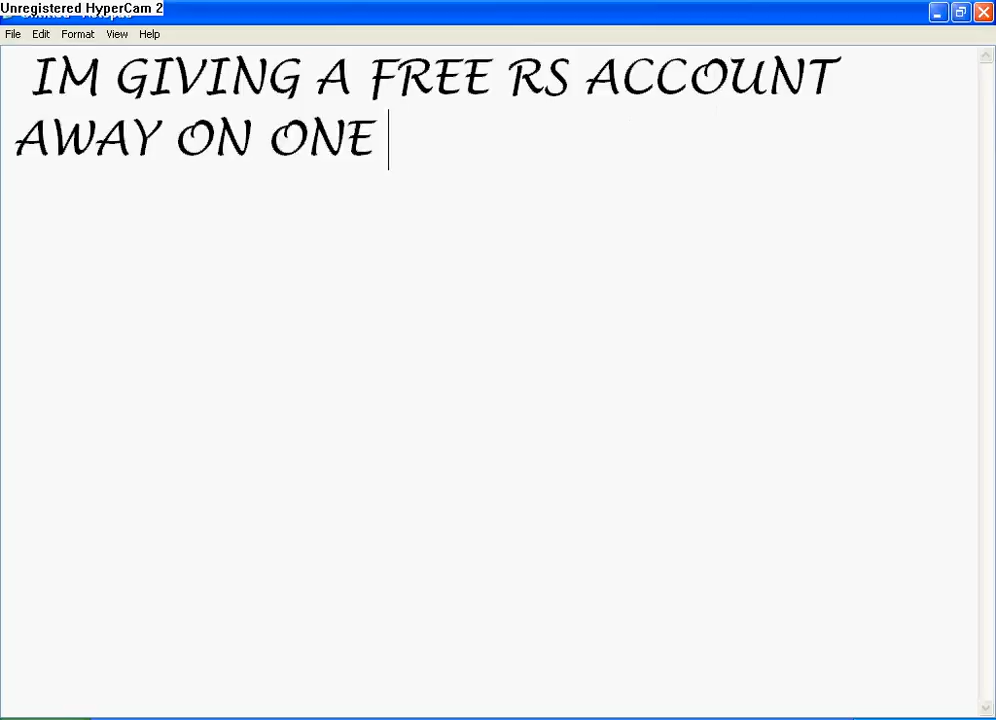 Unregistered HyperCam 2
File Edit Format View Help
IM GIVING A FREE RS ACCOUNT
AWAY ON ONE